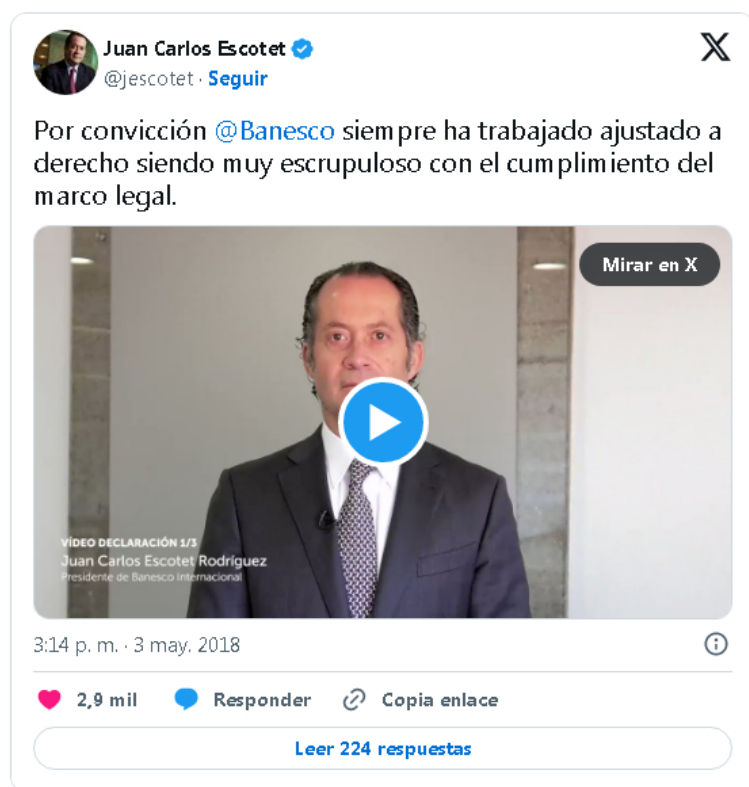 Juan Carlos Escotet
@jescotet · Seguir
Por convicción @Banesco siempre ha trabajado ajustado a
derecho siendo muy escrupuloso con el cumplimiento del
marco legal.
Mirar en X
VÍDEO DECLARACIÓN 1/3
Juan Carlos Escotet Rodríguez
Presidente de Banesco Internacional
3:14 p. m. · 3 may. 2018
2,9 mil Responder Copia enlace
Leer 224 respuestas